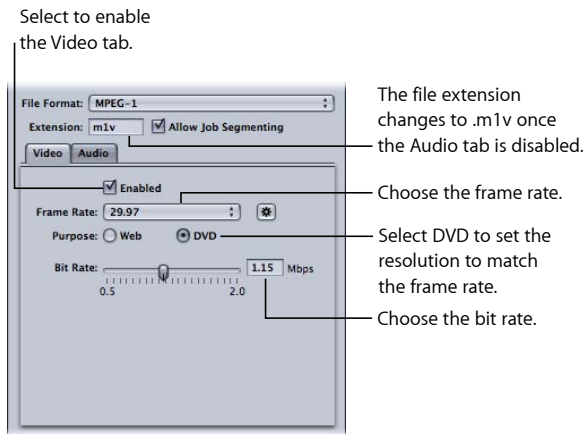 Select to enable
the Video tab.
File Format: MPEG-1
Extension: m1v Allow Job Segmenting
Video Audio
Enabled
Frame Rate: 29.97
Purpose: Web DVD
Bit Rate: 1.15 Mbps
0.5 2.0
The file extension
changes to .m1v once
the Audio tab is disabled.
Choose the frame rate.
Select DVD to set the
resolution to match
the frame rate.
Choose the bit rate.